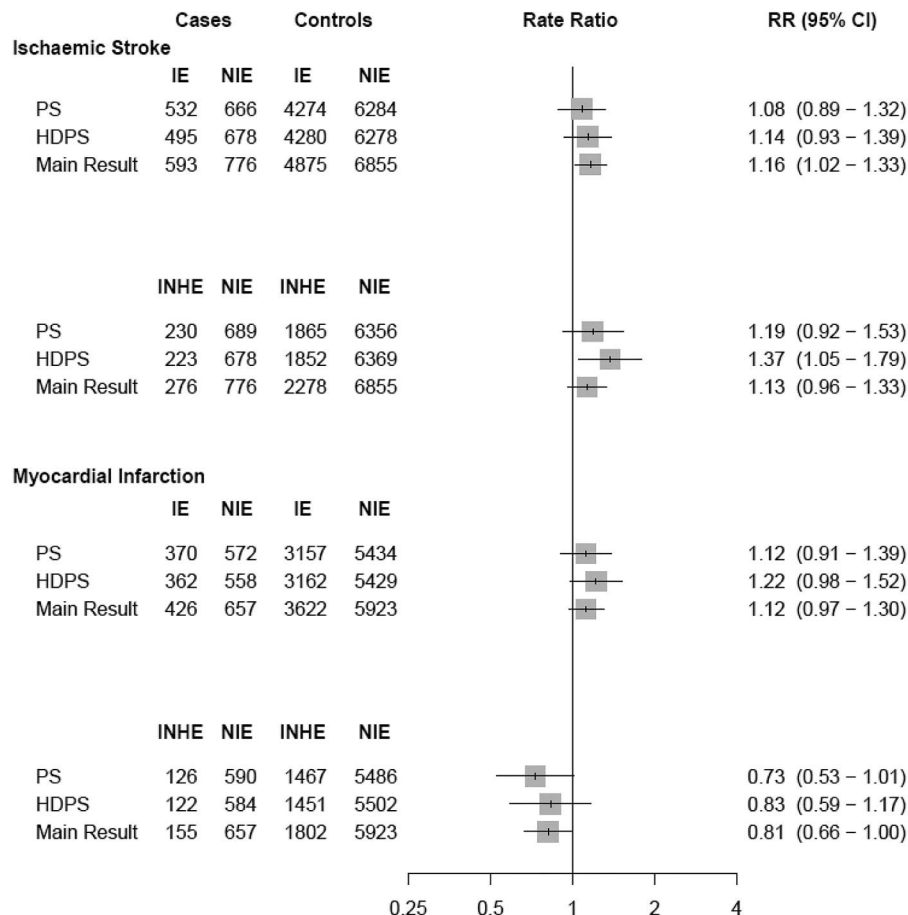 Cases Controls Rate Ratio RR (95% CI)
Ischaemic Stroke
IE NIE IE NIE
PS 532 666 4274 6284 1.08 (0.89 − 1.32)
HDPS 495 678 4280 6278 1.14 (0.93 − 1.39)
Main Result 593 776 4875 6855 1.16 (1.02 − 1.33)
INHE NIE INHE NIE
PS 230 689 1865 6356 1.19 (0.92 − 1.53)
HDPS 223 678 1852 6369 1.37 (1.05 − 1.79)
Main Result 276 776 2278 6855 1.13 (0.96 − 1.33)
Myocardial Infarction
IE NIE IE NIE
PS 370 572 3157 5434 1.12 (0.91 − 1.39)
HDPS 362 558 3162 5429 1.22 (0.98 − 1.52)
Main Result 426 657 3622 5923 1.12 (0.97 − 1.30)
INHE NIE INHE NIE
PS 126 590 1467 5486 0.73 (0.53 − 1.01)
HDPS 122 584 1451 5502 0.83 (0.59 − 1.17)
Main Result 155 657 1802 5923 0.81 (0.66 − 1.00)
0.25 0.5 1 2 4